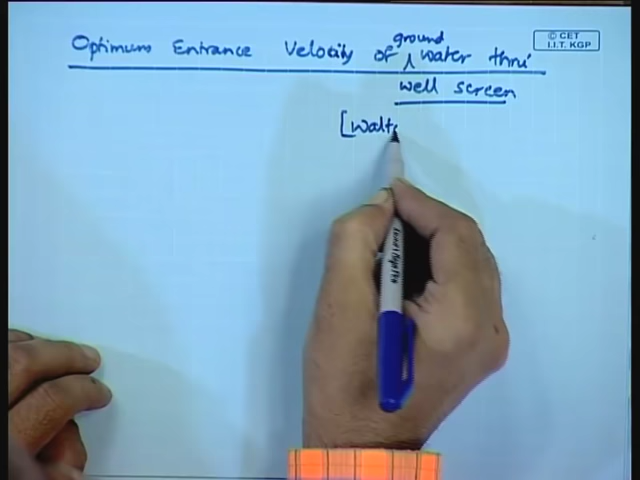 Optimum Entrance Velocity of ground water thru'
well screen
[Walt
© CET
I.I.T. KGP